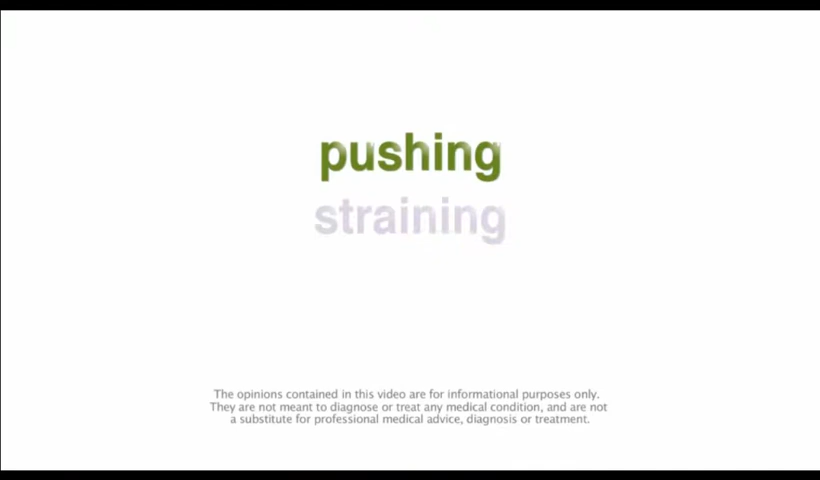 pushing
straining
The opinions contained in this video are for informational purposes only.
They are not meant to diagnose or treat any medical condition, and are not
a substitute for professional medical advice, diagnosis or treatment.